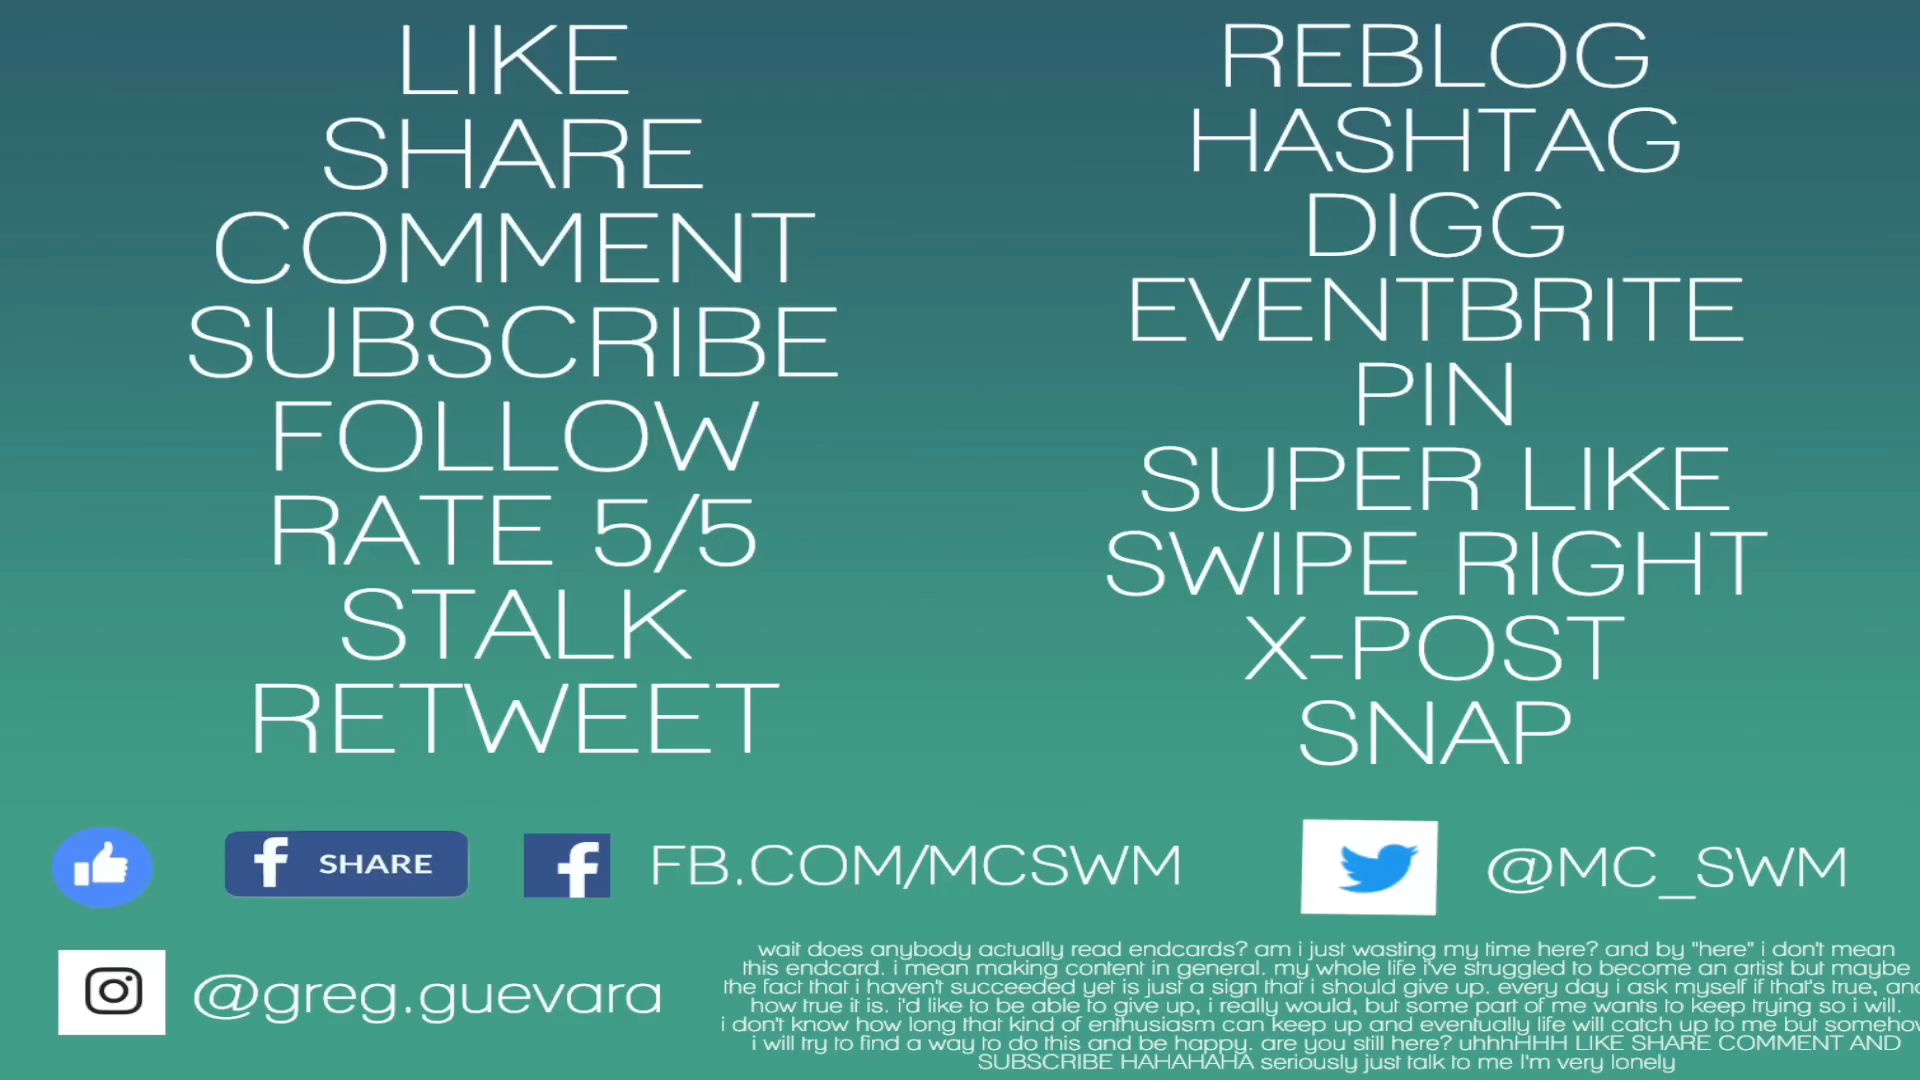 LIKE
SHARE
COMMENT
SUBSCRIBE
FOLLOW
RATE 5/5
STALK
RETWEET
REBLOG
HASHTAG
DIGG
EVENTBRITE
PIN
SUPER LIKE
SWIPE RIGHT
X-POST
SNAP
f SHARE
f FB.COM/MCSWM
@MC_SWM
@greg.guevara
wait does anybody actually read endcards? am i just wasting my time here? and by "here" i don't mean
this endcard. i mean making content in general. my whole life i've struggled to become an artist but maybe
the fact that i haven't succeeded yet is just a sign that i should give up. every day i ask myself if that's true, and
how true it is. i'd like to be able to give up, i really would, but some part of me wants to keep trying so i will.
i don't know how long that kind of enthusiasm can keep up and eventually life will catch up to me but somehow
i will try to find a way to do this and be happy. are you still here? uhhhHHH LIKE SHARE COMMENT AND
SUBSCRIBE HAHAHAHA seriously just talk to me I'm very lonely